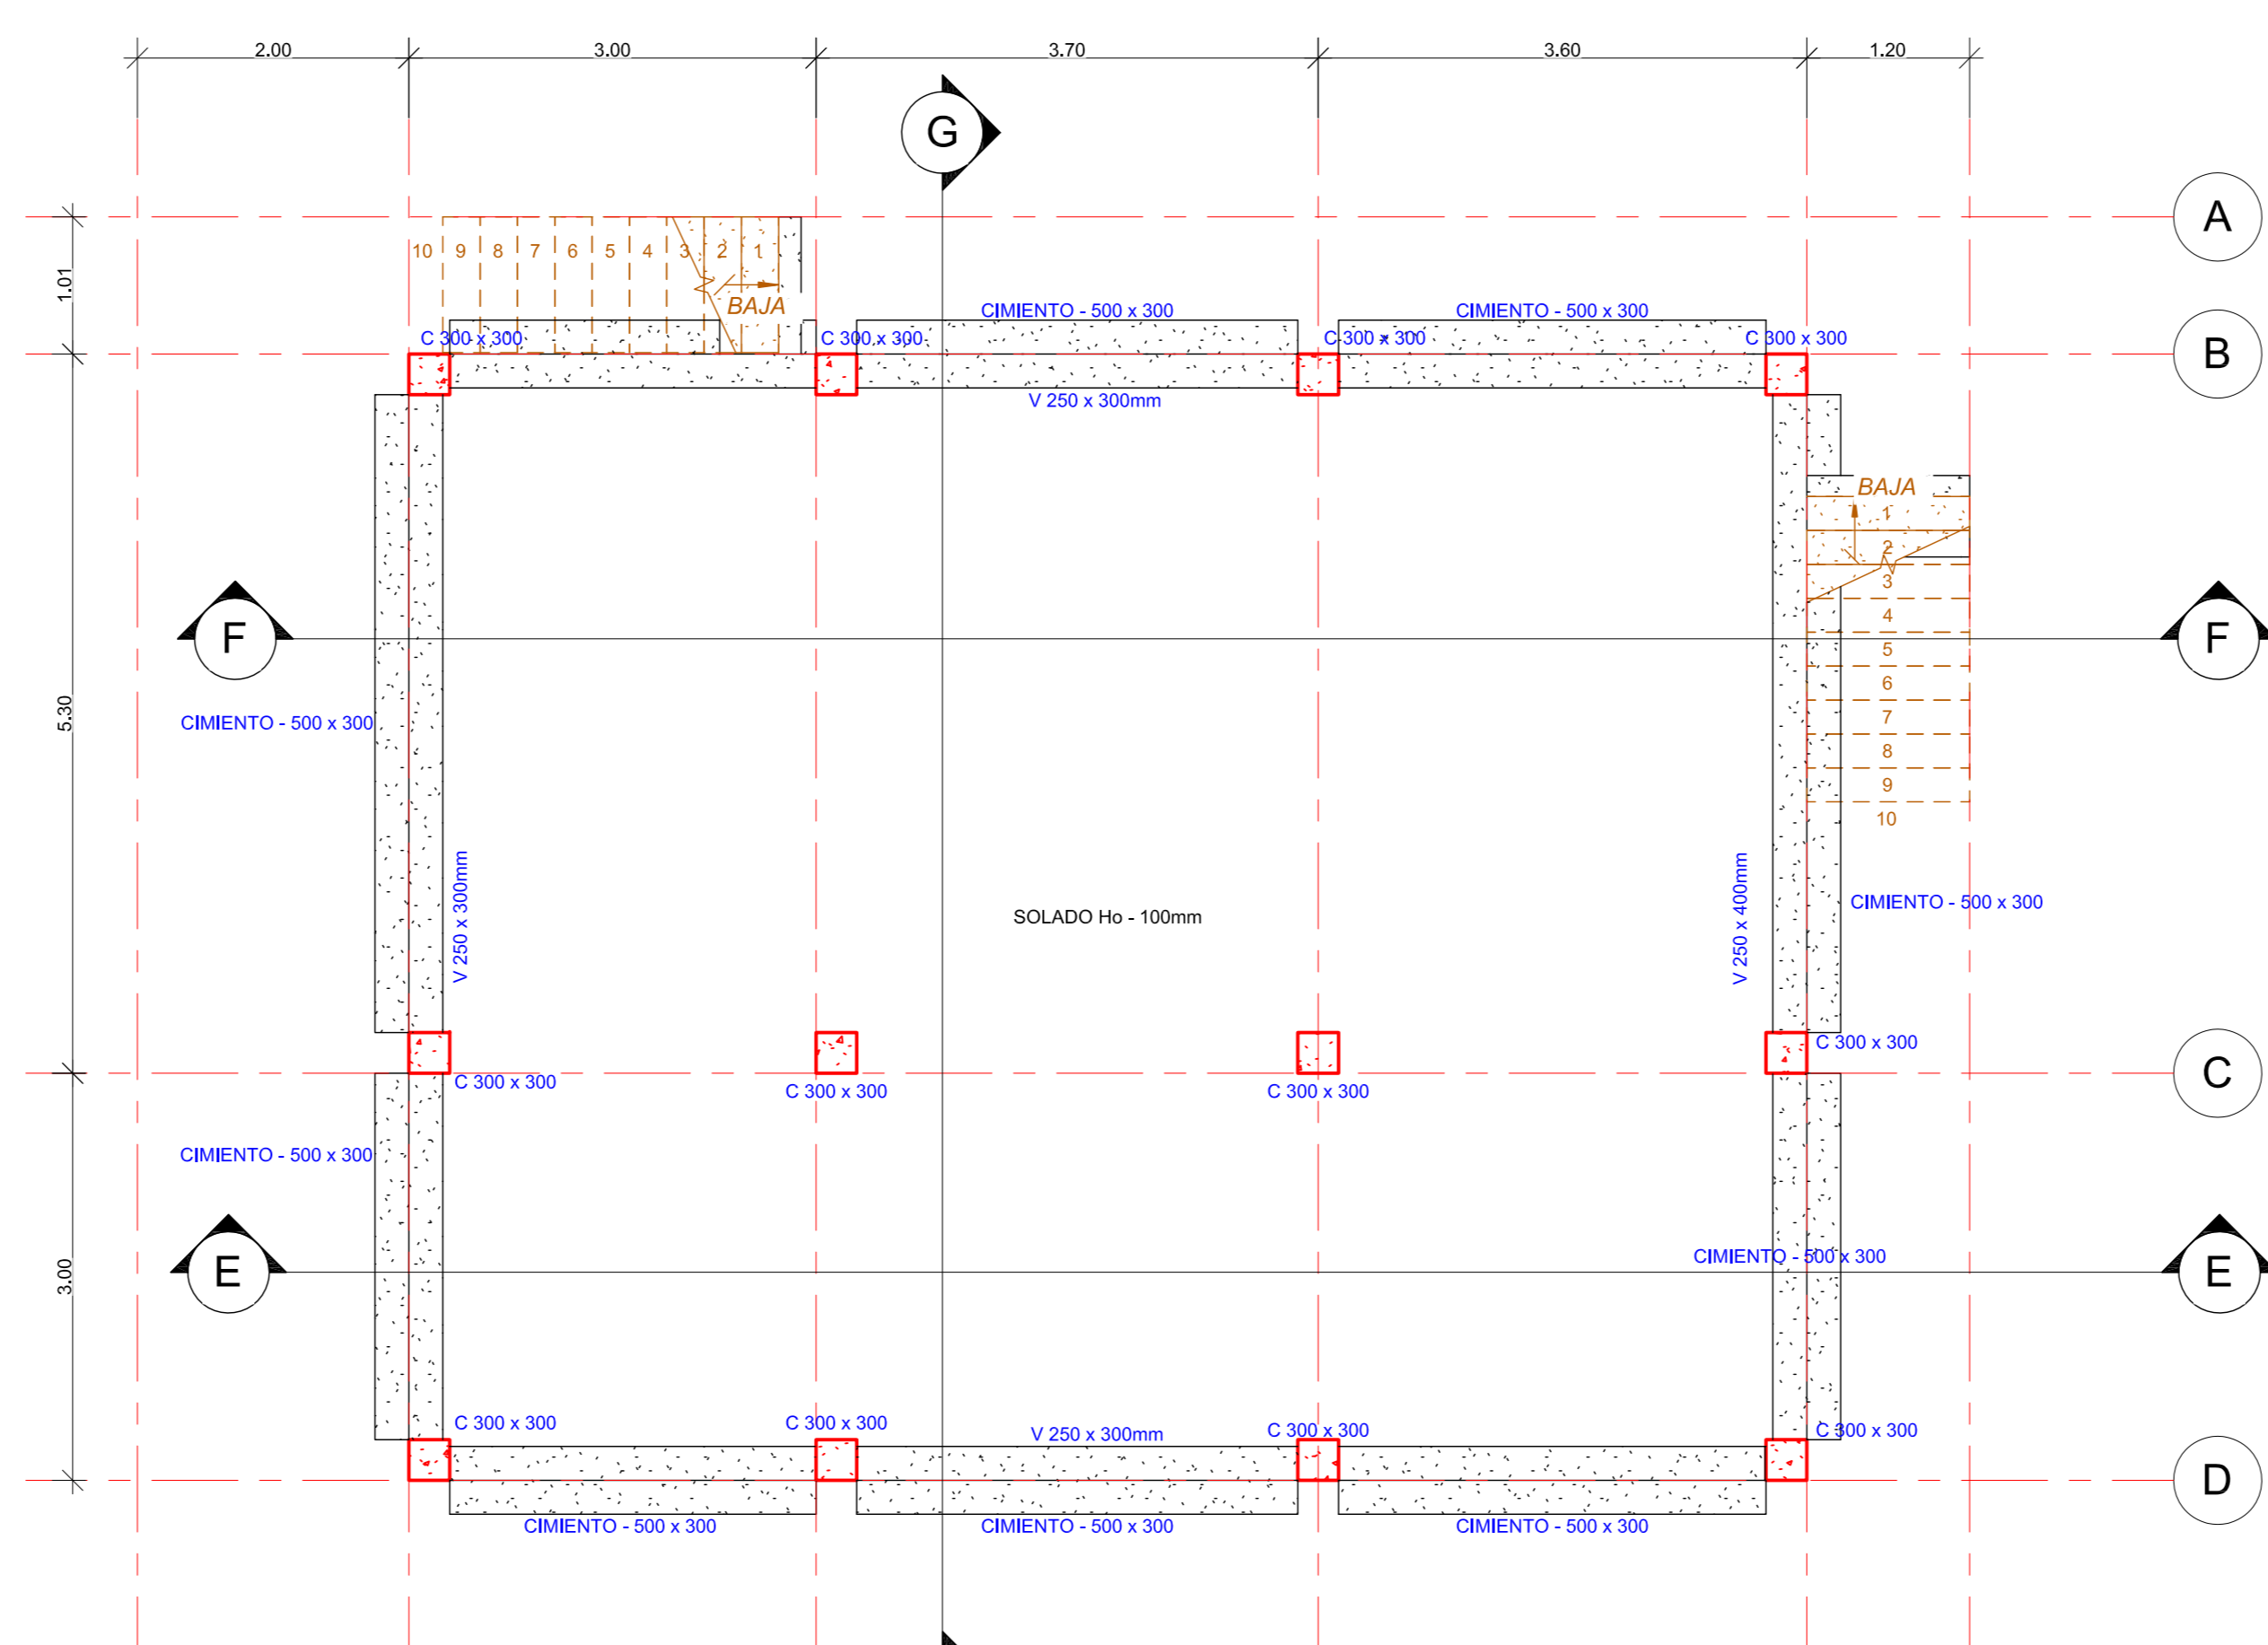 2.00
3.00
3.70
3.60
1.20
G
A
1.01
10 9 8 7 6 5 4 3 2 1
BAJA
CIMIENTO - 500 x 300
CIMIENTO - 500 x 300
C 300 x 300
C 300 x 300
C 300 x 300
C 300 x 300
B
V 250 x 300mm
BAJA
1
2
3
4
5
6
7
8
9
10
F
F
5.30
CIMIENTO - 500 x 300
V 250 x 300mm
V 250 x 400mm
CIMIENTO - 500 x 300
SOLADO Ho - 100mm
C 300 x 300
C 300 x 300
C 300 x 300
C 300 x 300
C
CIMIENTO - 500 x 300
CIMIENTO - 500 x 300
3.00
E
E
C 300 x 300
C 300 x 300
V 250 x 300mm
C 300 x 300
C 300 x 300
D
CIMIENTO - 500 x 300
CIMIENTO - 500 x 300
CIMIENTO - 500 x 300